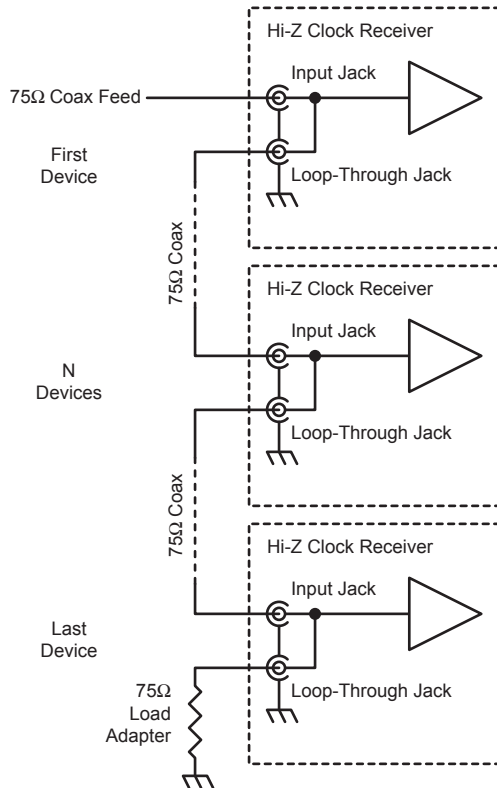 Hi-Z Clock Receiver
Input Jack
75Ω Coax Feed
First
Device
Loop-Through Jack
75Ω Coax
Hi-Z Clock Receiver
Input Jack
N
Devices
Loop-Through Jack
75Ω Coax
Hi-Z Clock Receiver
Input Jack
Last
Device
Loop-Through Jack
75Ω
Load
Adapter